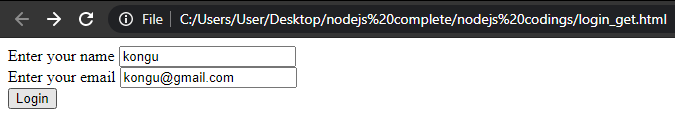 File | C:/Users/User/Desktop/nodejs%20complete/nodejs%20codings/login_get.html
Enter your name kongu
Enter your email kongu@gmail.com
Login